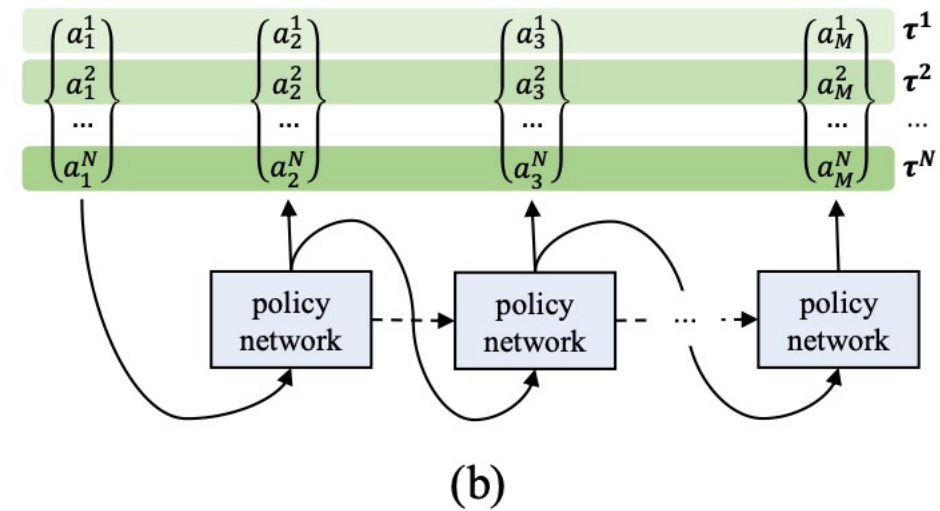 a_1^1 a_2^1 a_3^1 a_M^1 τ^1
a_1^2 a_2^2 a_3^2 a_M^2 τ^2
... ... ... ... ...
a_1^N a_2^N a_3^N a_M^N τ^N
policy policy policy
network network ... network
(b)